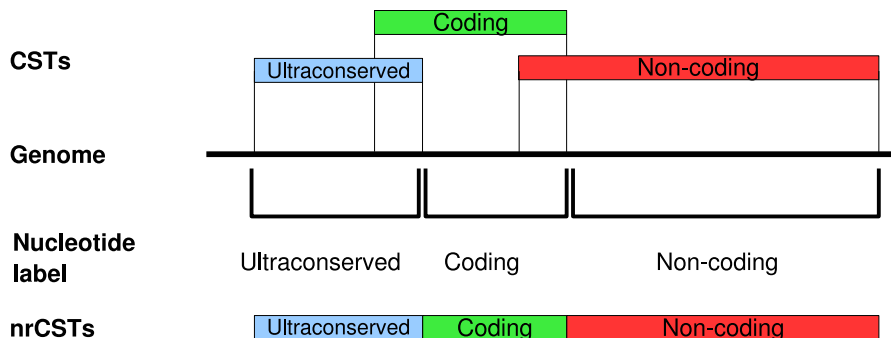 Coding
CSTs
Ultraconserved
Non-coding
Genome
Nucleotide
label
Ultraconserved Coding Non-coding
nrCSTs
Ultraconserved Coding Non-coding